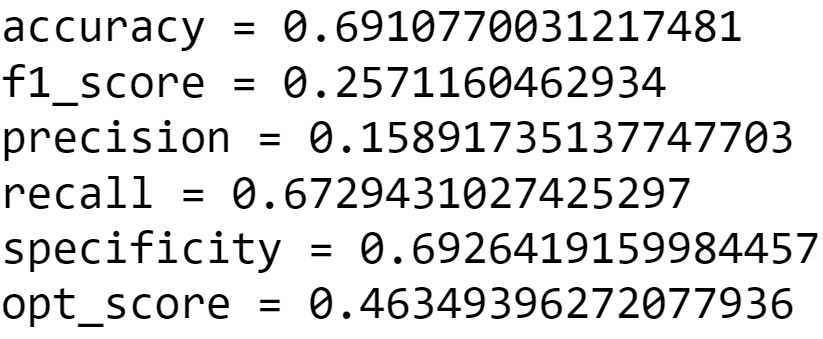 accuracy = 0.6910770031217481
f1_score = 0.2571160462934
precision = 0.15891735137747703
recall = 0.6729431027425297
specificity = 0.6926419159984457
opt_score = 0.46349396272077936